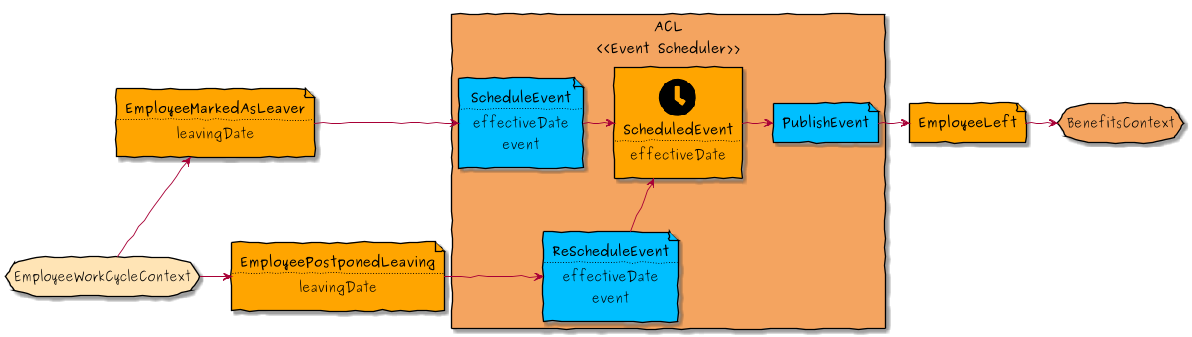 ACL
<<Event Scheduler>>
EmployeeMarkedAsLeaver
leavingDate
ScheduleEvent
effectiveDate
event
ScheduledEvent
effectiveDate
PublishEvent
EmployeeLeft
BenefitsContext
EmployeeWorkCycleContext
EmployeePostponedLeaving
leavingDate
ReScheduleEvent
effectiveDate
event